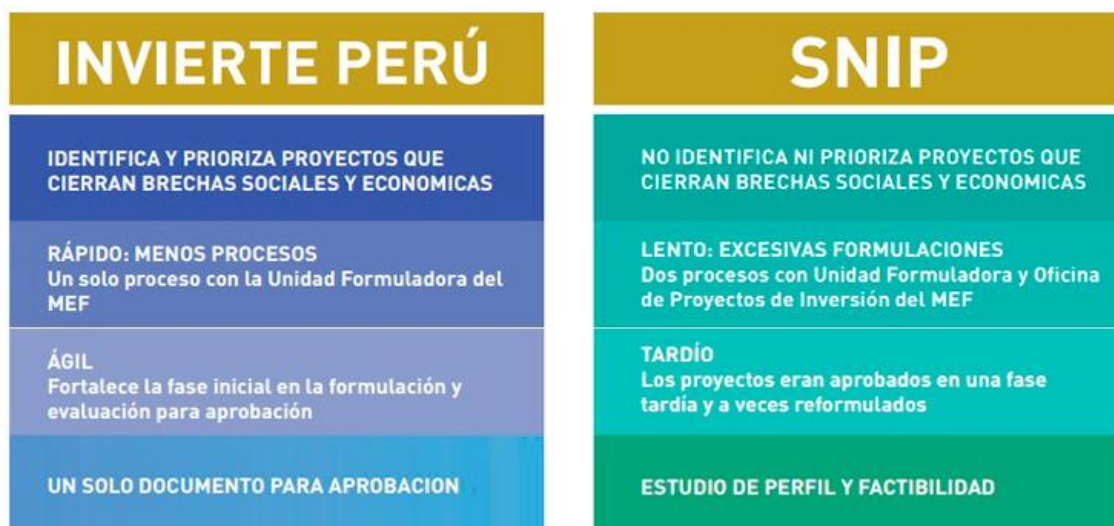 INVIERTE PERÚ
IDENTIFICA Y PRIORIZA PROYECTOS QUE
CIERRAN BRECHAS SOCIALES Y ECONOMICAS
RÁPIDO: MENOS PROCESOS
Un solo proceso con la Unidad Formuladora del
MEF
ÁGIL
Fortalece la fase inicial en la formulación y
evaluación para aprobación
UN SOLO DOCUMENTO PARA APROBACION
SNIP
NO IDENTIFICA NI PRIORIZA PROYECTOS QUE
CIERRAN BRECHAS SOCIALES Y ECONOMICAS
LENTO: EXCESIVAS FORMULACIONES
Dos procesos con Unidad Formuladora y Oficina
de Proyectos de Inversión del MEF
TARDÍO
Los proyectos eran aprobados en una fase
tardía y a veces reformulados
ESTUDIO DE PERFIL Y FACTIBILIDAD